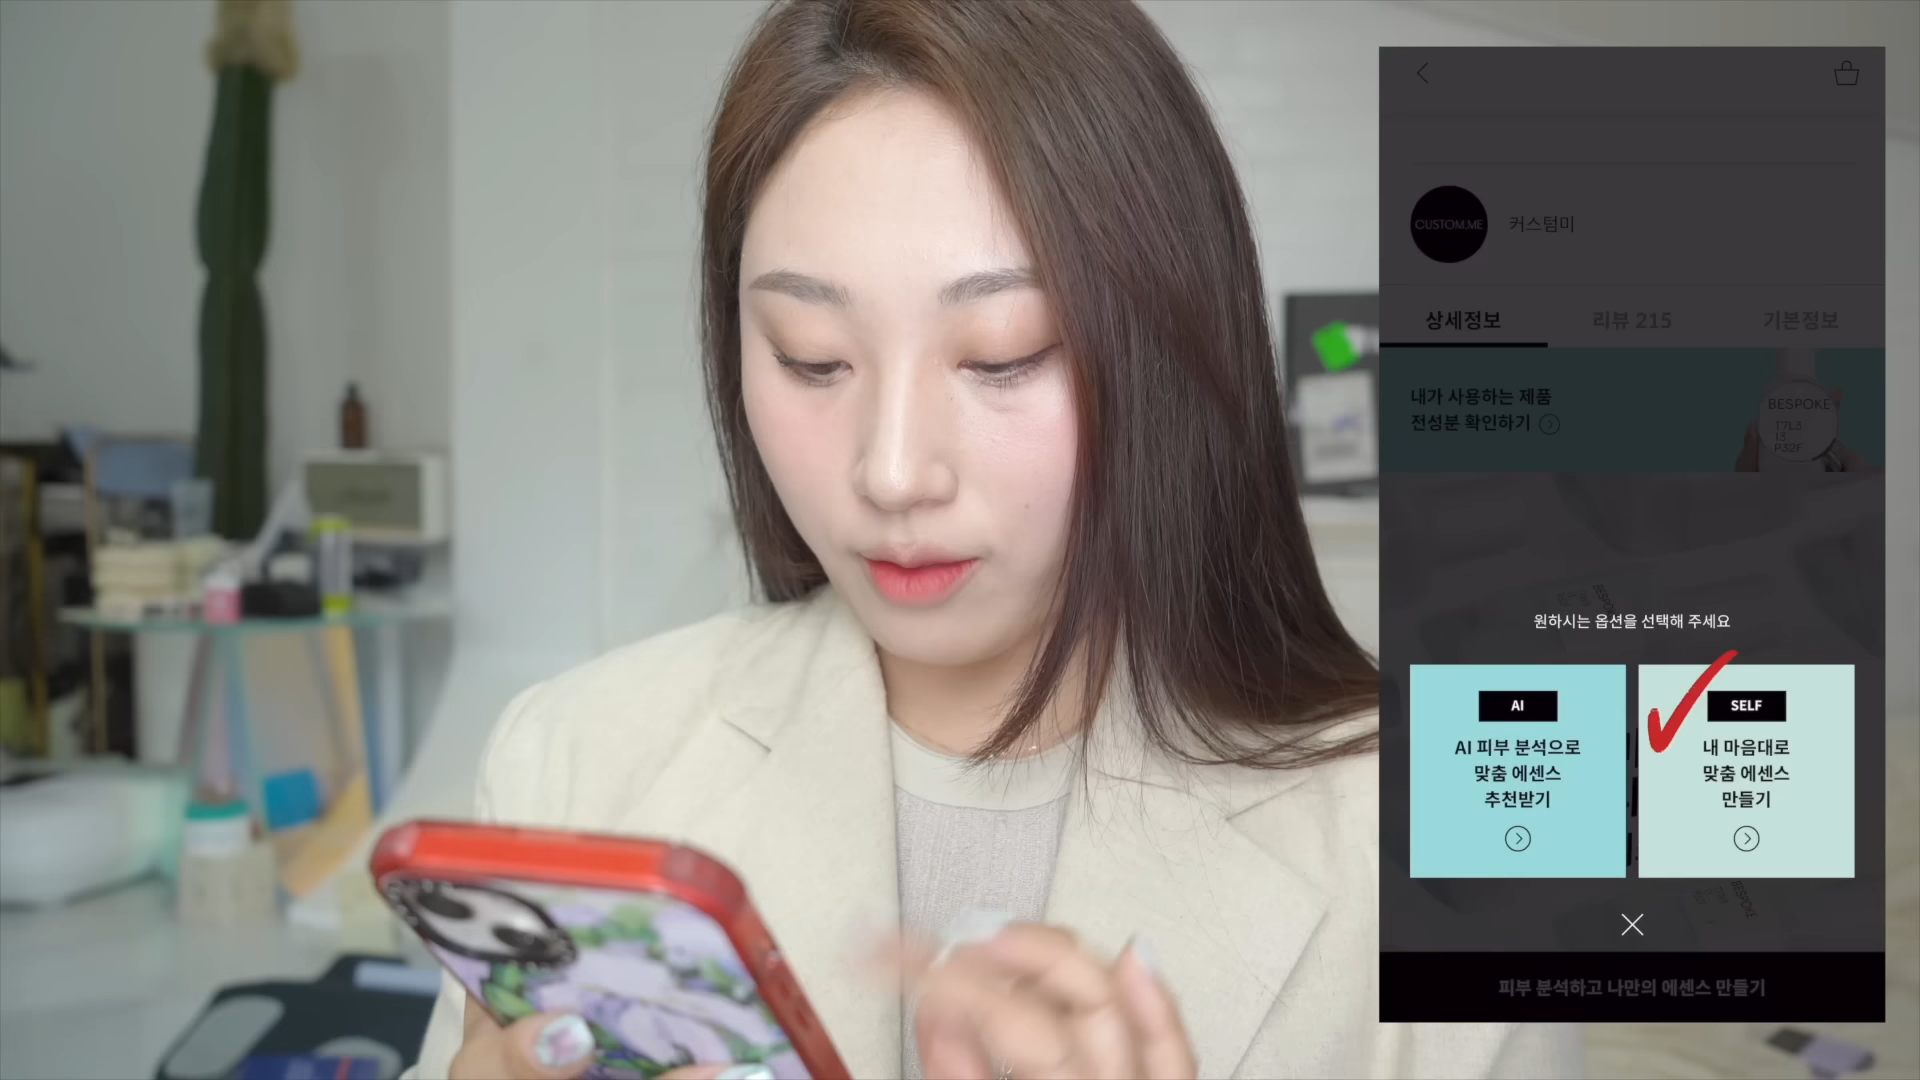 CUSTOM.ME
커스텀미
상세정보
리뷰 215
기본정보
내가 사용하는 제품
전성분 확인하기
BESPOKE
T7L3
I3
P32F
원하시는 옵션을 선택해 주세요
AI
AI 피부 분석으로
맞춤 에센스
추천받기
SELF
내 마음대로
맞춤 에센스
만들기
BESPOKE
피부 분석하고 나만의 에센스 만들기